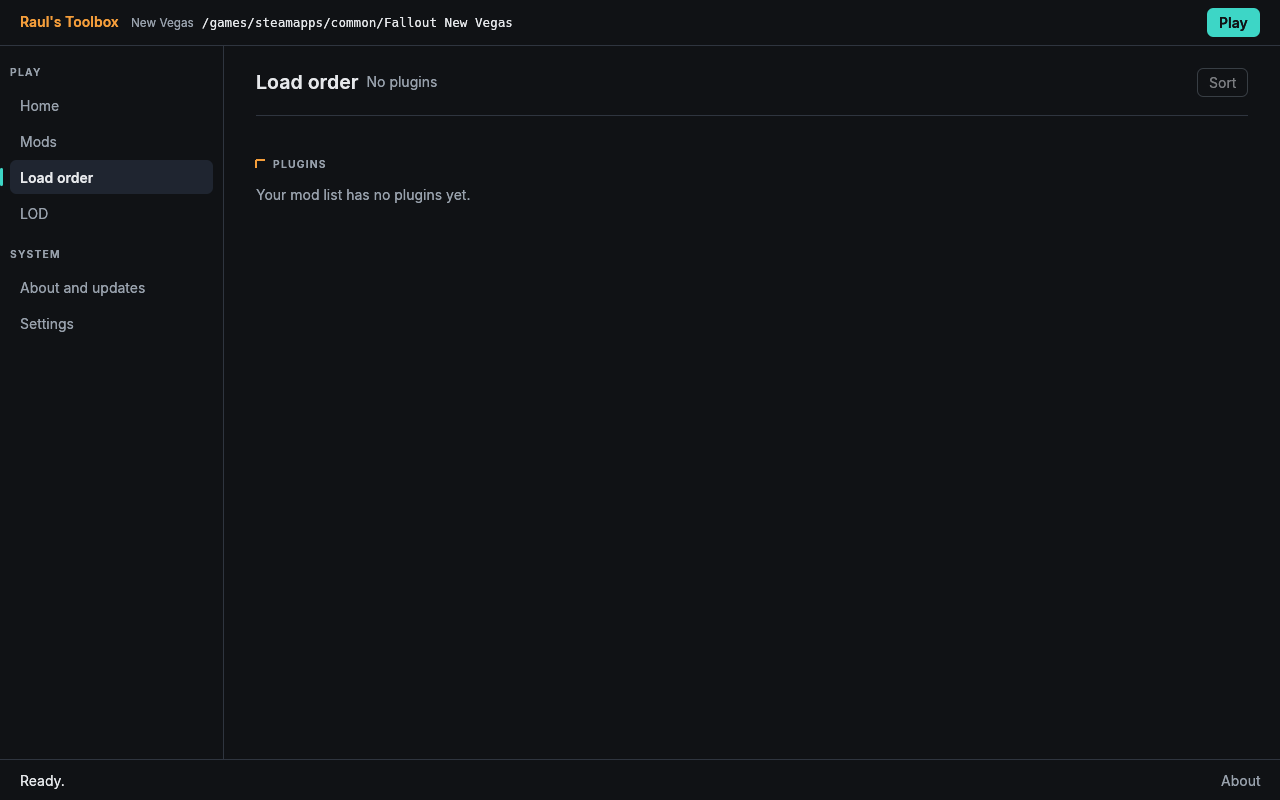 Raul's Toolbox New Vegas /games/steamapps/common/Fallout New Vegas Play
PLAY
Home
Mods
Load order
LOD
SYSTEM
About and updates
Settings
Load order No plugins Sort
PLUGINS
Your mod list has no plugins yet.
Ready. About